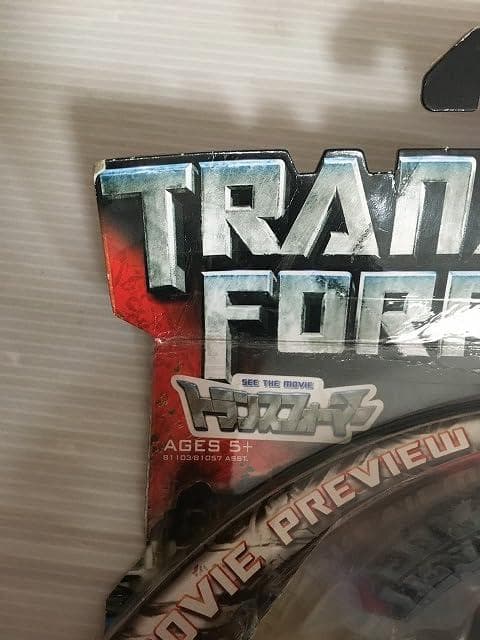 TRAN
FOR
SEE THE MOVIE
トランスフォーマー
AGES 5+
81103/81057 ASST.
MOVIE PREVIEW